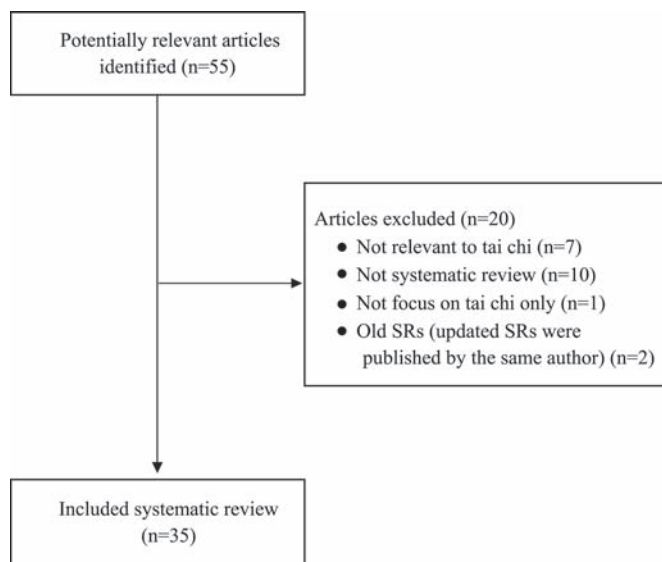 Potentially relevant articles
identified (n=55)
Articles excluded (n=20)
● Not relevant to tai chi (n=7)
● Not systematic review (n=10)
● Not focus on tai chi only (n=1)
● Old SRs (updated SRs were
published by the same author) (n=2)
Included systematic review
(n=35)